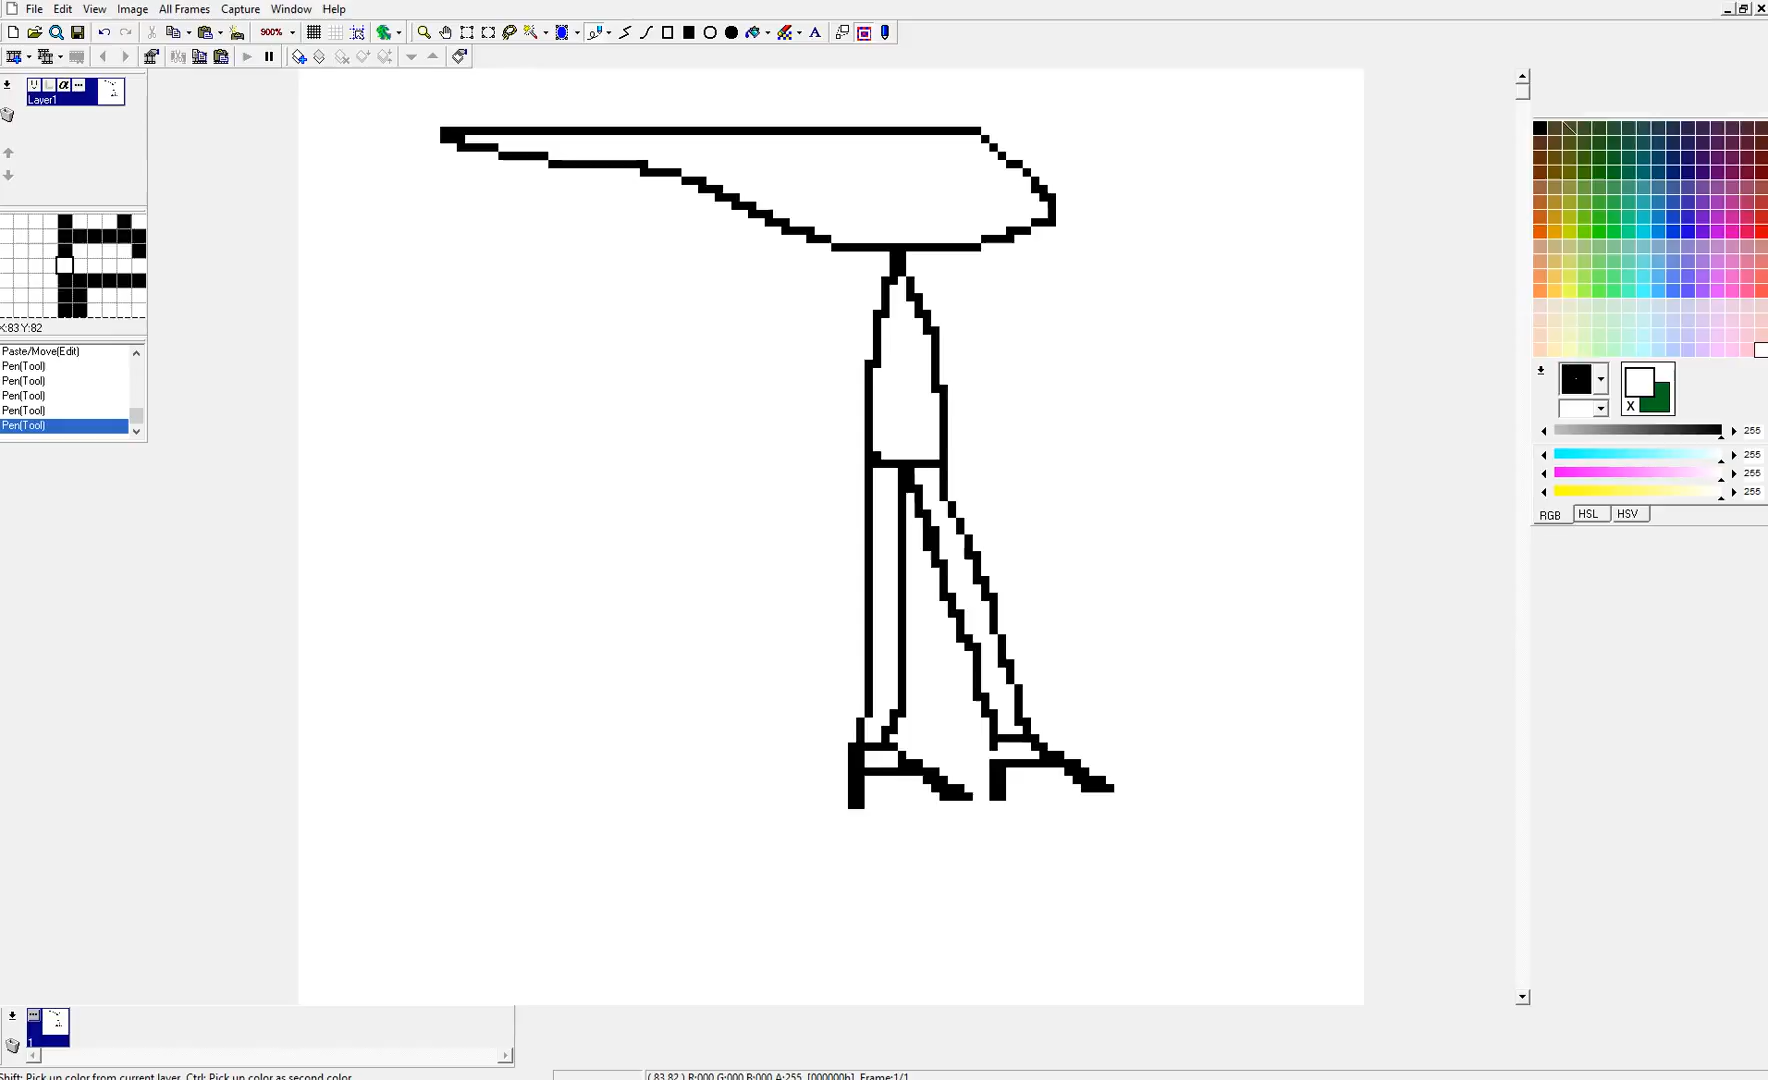 File Edit View Image All Frames Capture Window Help
900%
A
α
Layer1
X:83 Y:82
Paste/Move(Edit)
Pen(Tool)
Pen(Tool)
Pen(Tool)
Pen(Tool)
Pen(Tool)
X
255
255
255
255
RGB HSL HSV
1
Shift: Pick up color from current layer, Ctrl: Pick up color as second color
( 83,82 ) R:000 G:000 B:000 A:255 [000000h] Frame:1/1